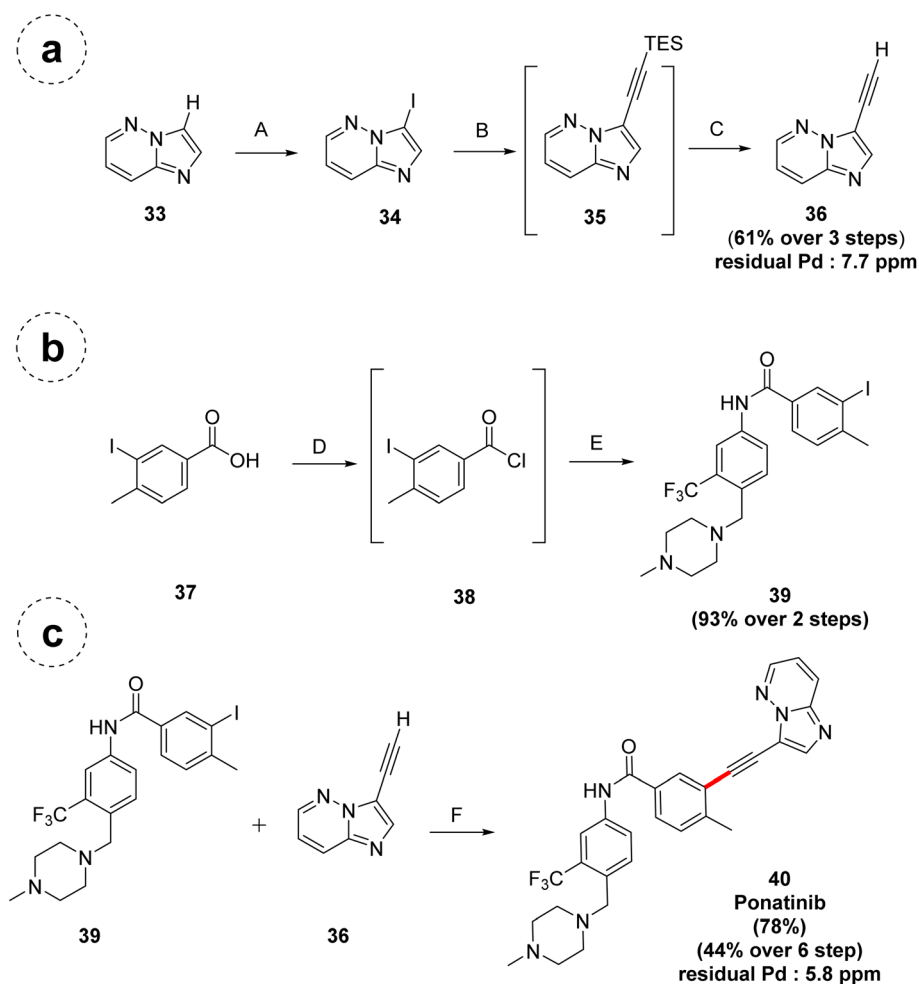 a
H
N
N
N
33
A
I
N
N
N
34
B
TES
N
N
N
35
C
H
N
N
N
36
(61% over 3 steps)
residual Pd : 7.7 ppm
b
I
O
OH
37
D
I
O
Cl
38
E
O
HN
I
F3C
N
N
39
(93% over 2 steps)
c
O
HN
I
F3C
N
N
39
+
H
N
N
N
36
F
N
N
N
O
HN
F3C
N
N
40
Ponatinib
(78%)
(44% over 6 step)
residual Pd : 5.8 ppm